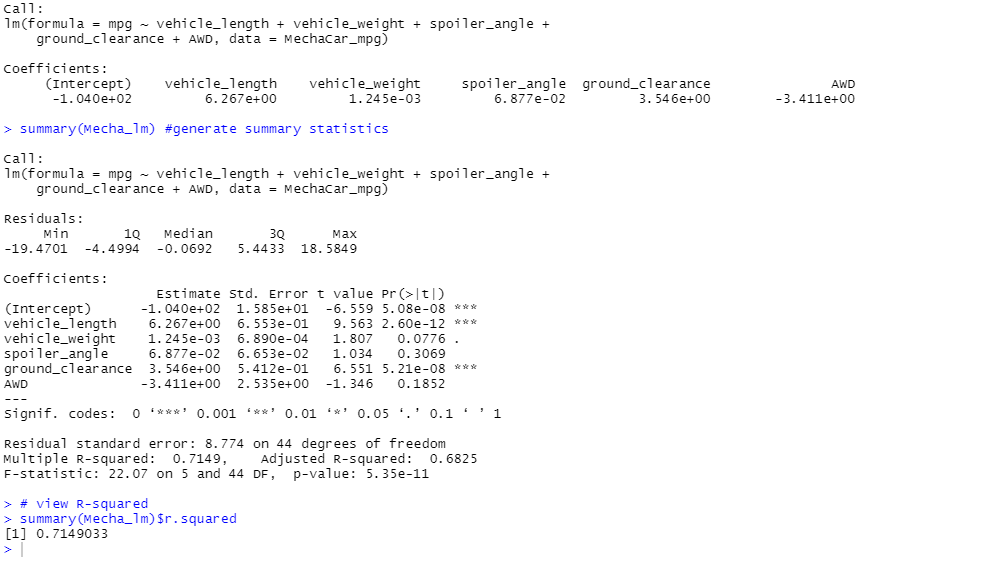 Call:
lm(formula = mpg ~ vehicle_length + vehicle_weight + spoiler_angle +
    ground_clearance + AWD, data = MechaCar_mpg)

Coefficients:
     (Intercept)    vehicle_length    vehicle_weight     spoiler_angle  ground_clearance               AWD
      -1.040e+02         6.267e+00         1.245e-03         6.877e-02         3.546e+00        -3.411e+00

> summary(Mecha_lm) #generate summary statistics

Call:
lm(formula = mpg ~ vehicle_length + vehicle_weight + spoiler_angle +
    ground_clearance + AWD, data = MechaCar_mpg)

Residuals:
     Min       1Q   Median       3Q      Max
-19.4701  -4.4994  -0.0692   5.4433  18.5849

Coefficients:
                   Estimate Std. Error t value Pr(>|t|)
(Intercept)      -1.040e+02  1.585e+01  -6.559 5.08e-08 ***
vehicle_length    6.267e+00  6.553e-01   9.563 2.60e-12 ***
vehicle_weight    1.245e-03  6.890e-04   1.807   0.0776 .
spoiler_angle     6.877e-02  6.653e-02   1.034   0.3069
ground_clearance  3.546e+00  5.412e-01   6.551 5.21e-08 ***
AWD              -3.411e+00  2.535e+00  -1.346   0.1852
---
Signif. codes:  0 ‘***’ 0.001 ‘**’ 0.01 ‘*’ 0.05 ‘.’ 0.1 ‘ ’ 1

Residual standard error: 8.774 on 44 degrees of freedom
Multiple R-squared:  0.7149,    Adjusted R-squared:  0.6825
F-statistic: 22.07 on 5 and 44 DF,  p-value: 5.35e-11

> # view R-squared
> summary(Mecha_lm)$r.squared
[1] 0.7149033
>